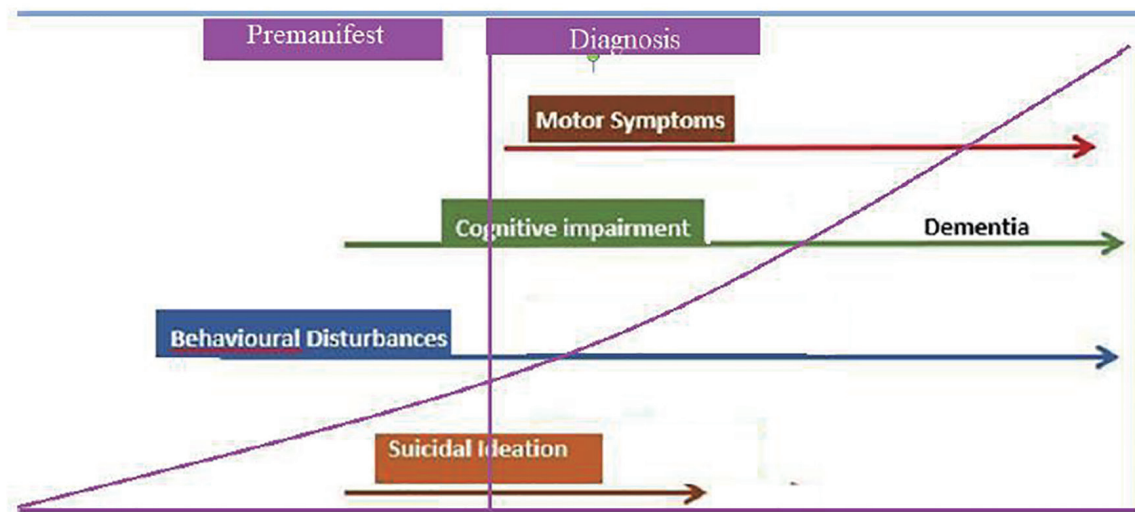 Premanifest
Diagnosis
Motor Symptoms
Cognitive impairment
Dementia
Behavioural Disturbances
Suicidal Ideation